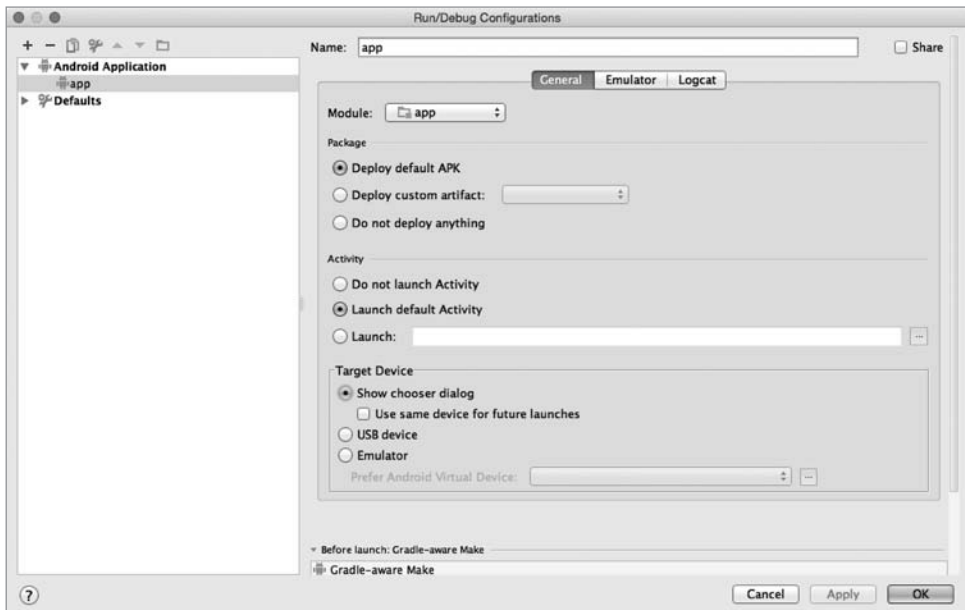 Run/Debug Configurations
Name: app
Share
Android Application
app
Defaults
General Emulator Logcat
Module: app
Package
Deploy default APK
Deploy custom artifact:
Do not deploy anything
Activity
Do not launch Activity
Launch default Activity
Launch:
Target Device
Show chooser dialog
Use same device for future launches
USB device
Emulator
Prefer Android Virtual Device:
Before launch: Gradle-aware Make
Gradle-aware Make
? Cancel Apply OK